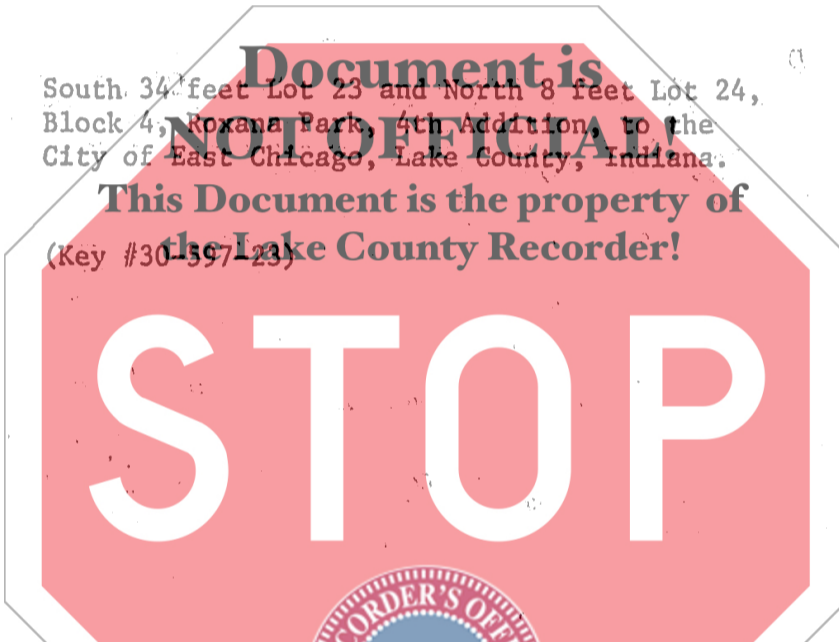 Document is
South 34 feet Lot 23 and North 8 feet Lot 24,
NOT OFFICIAL!
Block 4, Roxana Park, 4th Addition, to the
City of East Chicago, Lake County, Indiana.
This Document is the property of
the Lake County Recorder!
(Key #30-397-23)
STOP
CORDER'S OFF